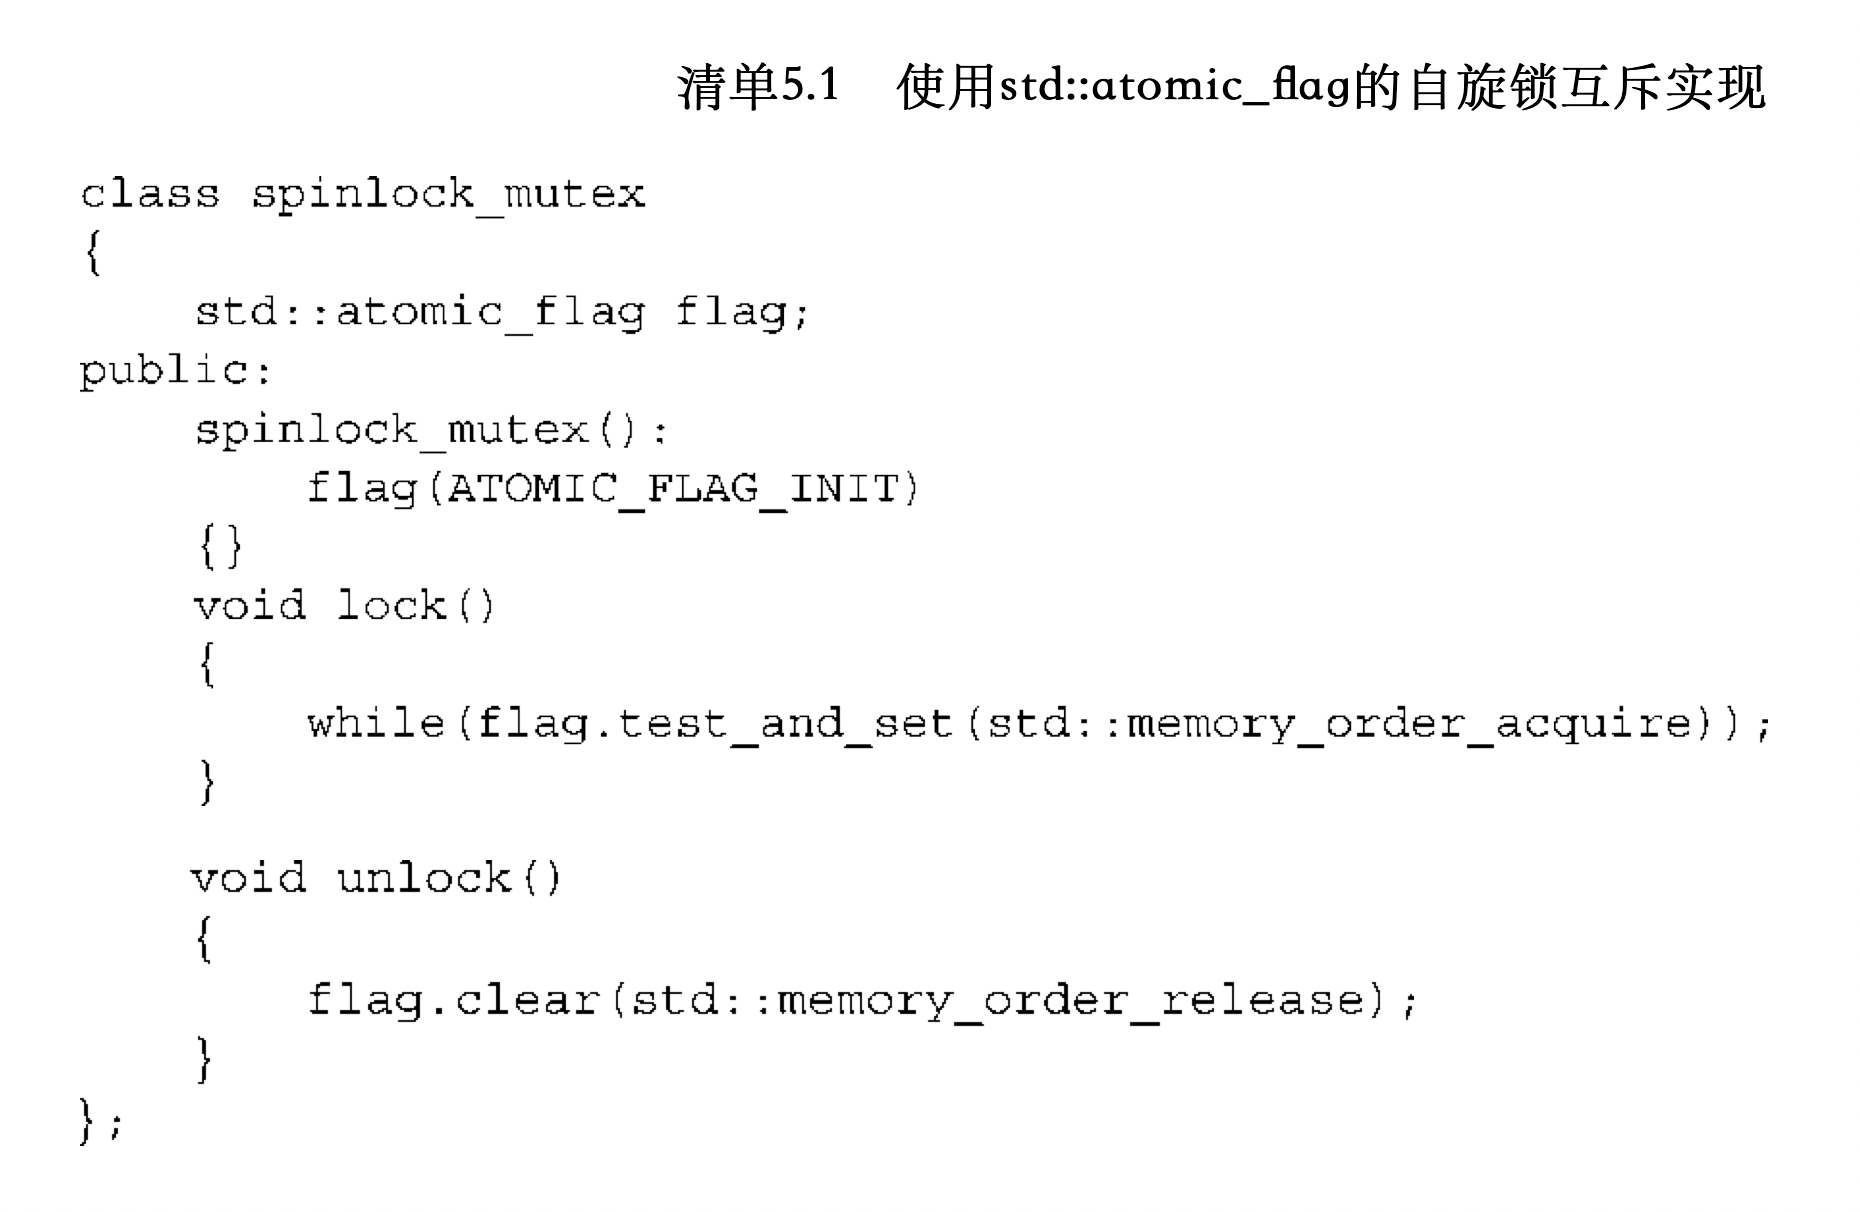 清单5.1 使用std::atomic_flag的自旋锁互斥实现
class spinlock_mutex
{
    std::atomic_flag flag;
public:
    spinlock_mutex():
        flag(ATOMIC_FLAG_INIT)
    {}
    void lock()
    {
        while(flag.test_and_set(std::memory_order_acquire));
    }
    void unlock()
    {
        flag.clear(std::memory_order_release);
    }
};